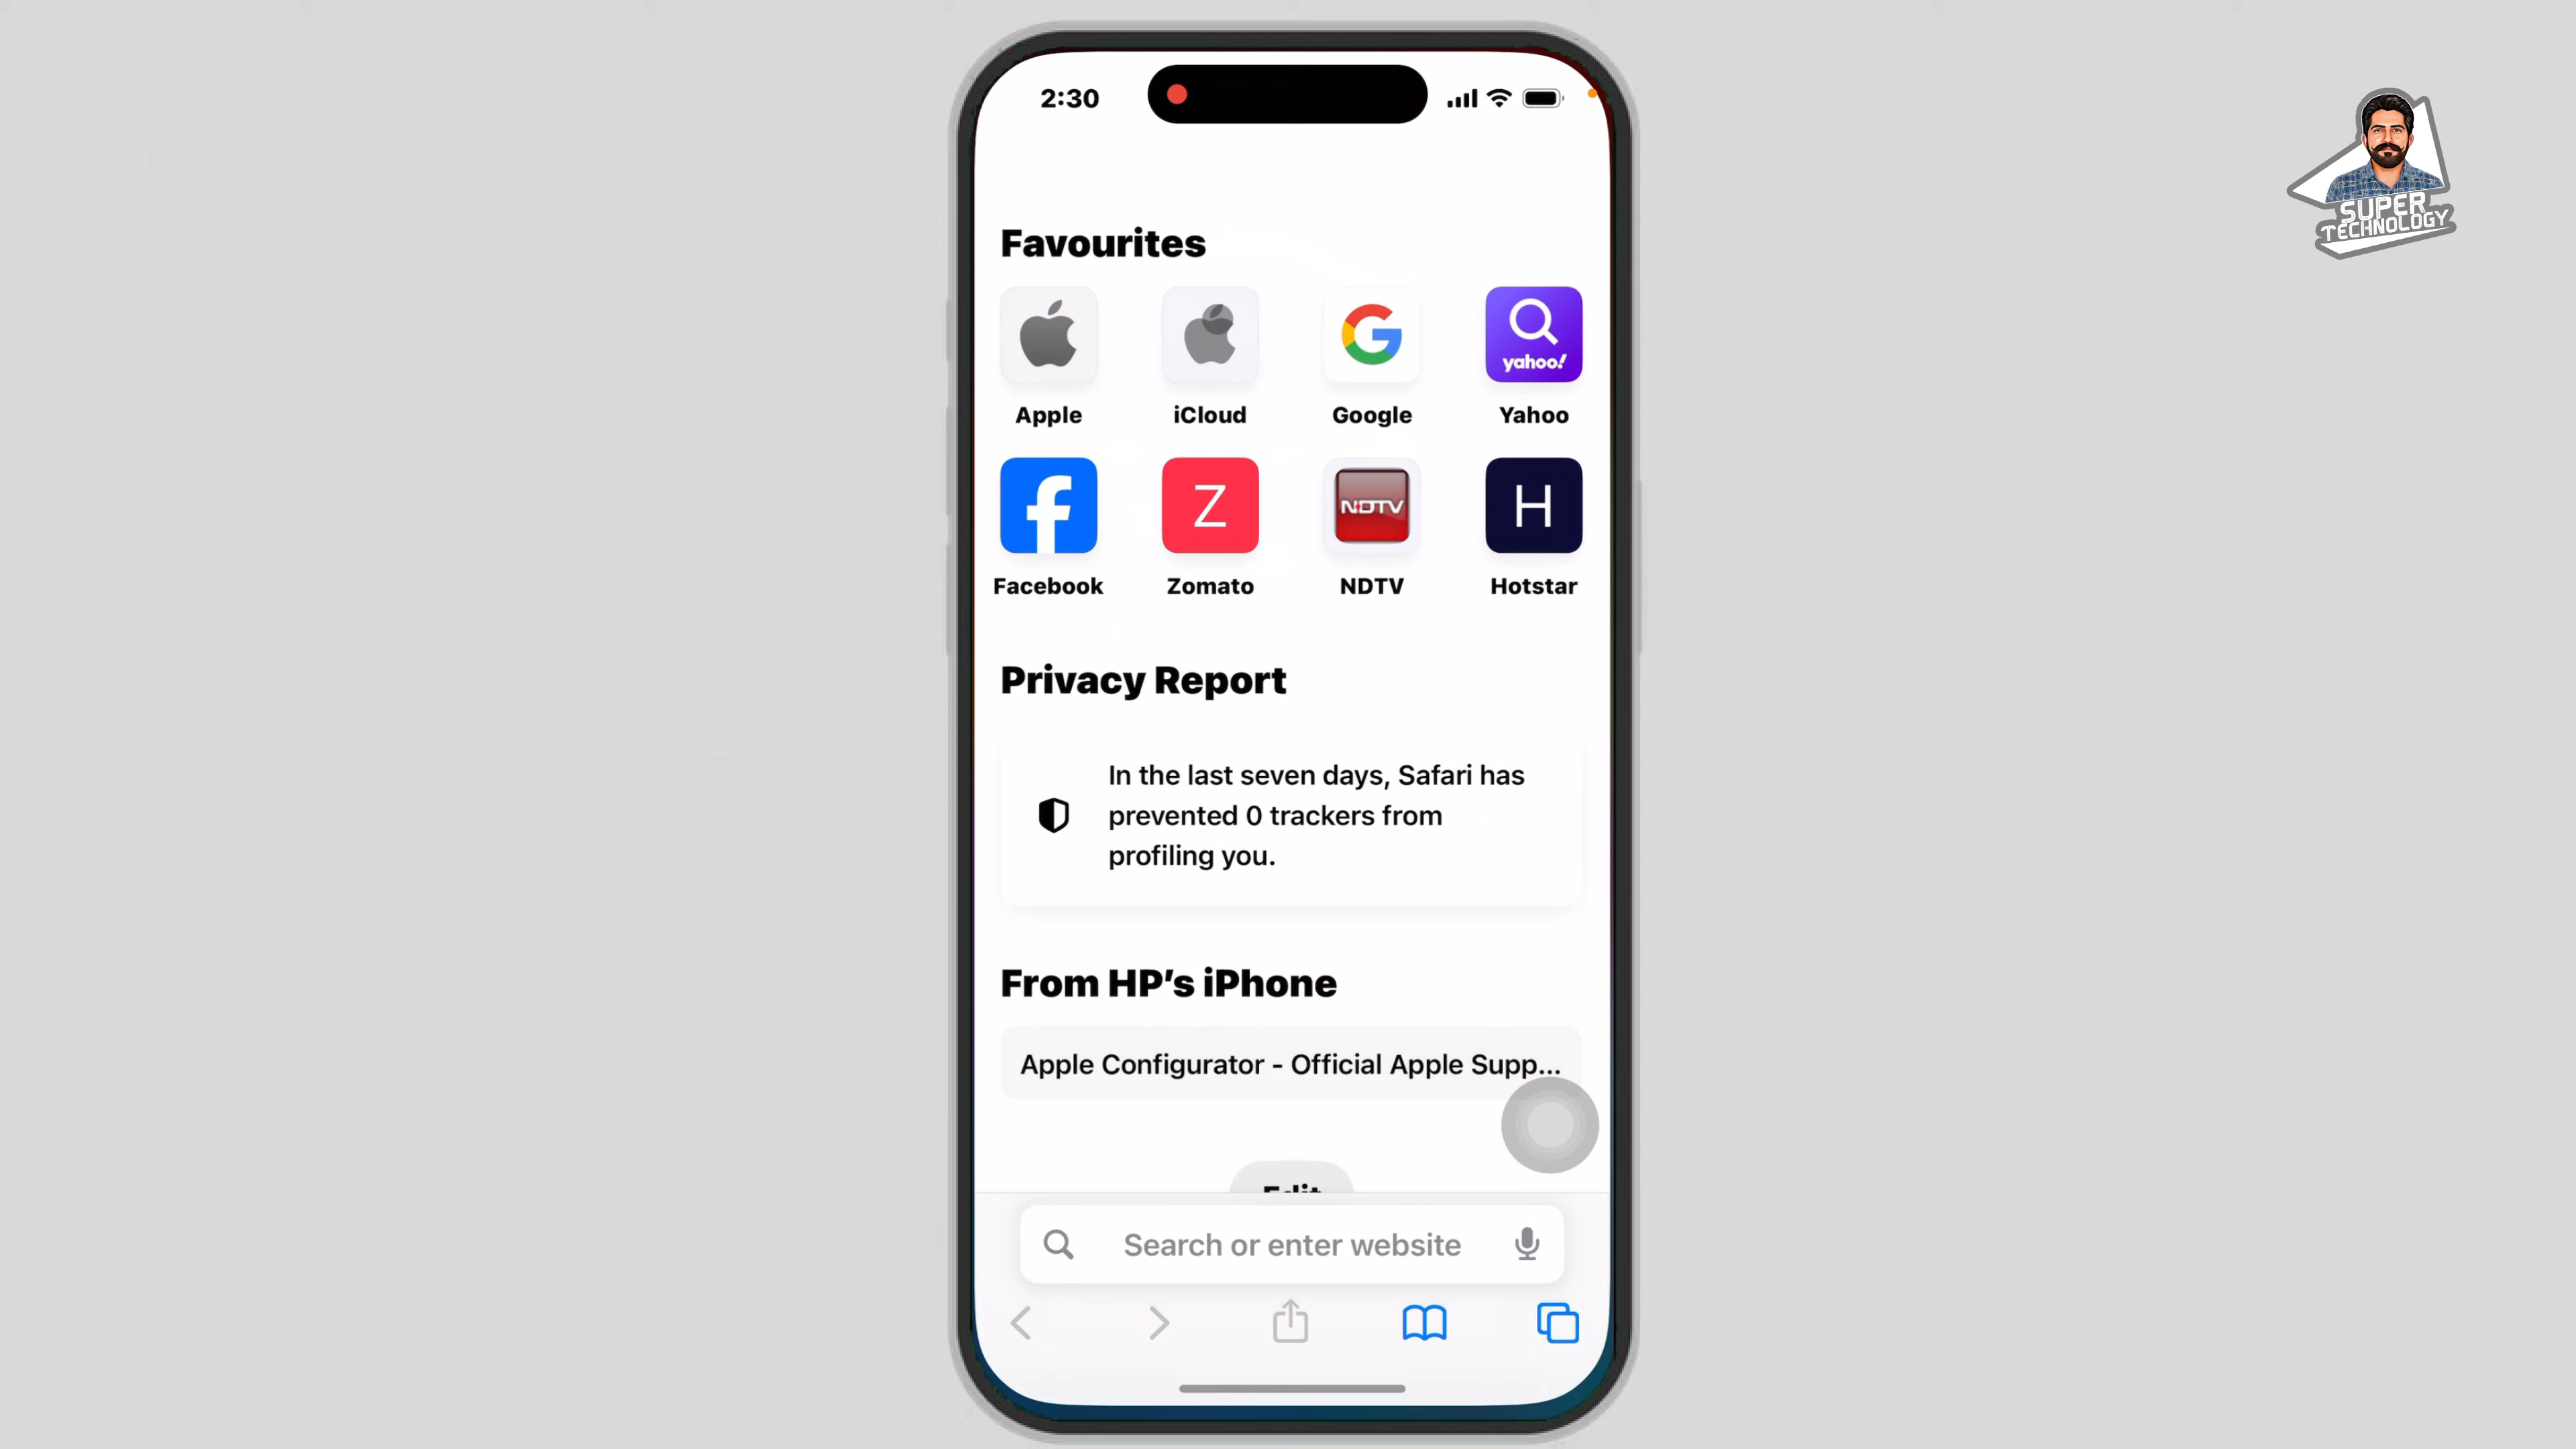 2:30
SUPER
TECHNOLOGY
Favourites
yahoo!
Apple
iCloud
Google
Yahoo
Z
NDTV
H
Facebook
Zomato
NDTV
Hotstar
Privacy Report
In the last seven days, Safari has
prevented 0 trackers from
profiling you.
From HP's iPhone
Apple Configurator - Official Apple Supp...
Edit
Search or enter website